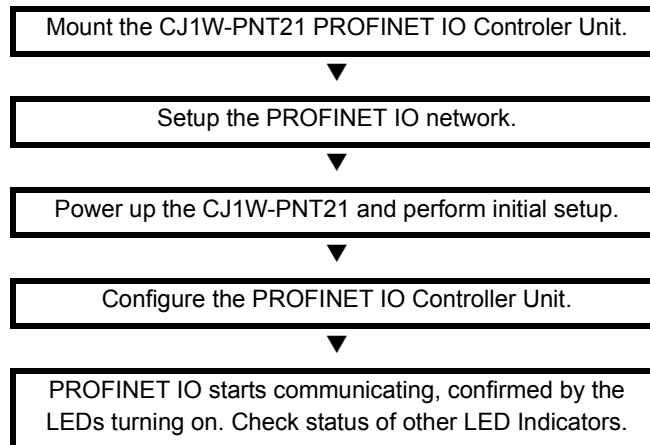 Mount the CJ1W-PNT21 PROFINET IO Controler Unit.
Setup the PROFINET IO network.
Power up the CJ1W-PNT21 and perform initial setup.
Configure the PROFINET IO Controller Unit.
PROFINET IO starts communicating, confirmed by the
LEDs turning on. Check status of other LED Indicators.